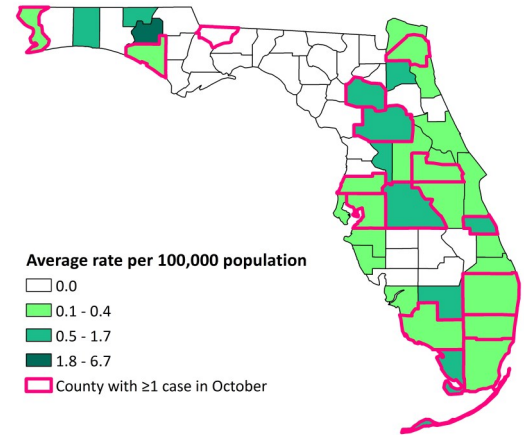 Average rate per 100,000 population
0.0
0.1 - 0.4
0.5 - 1.7
1.8 - 6.7
County with ≥1 case in October